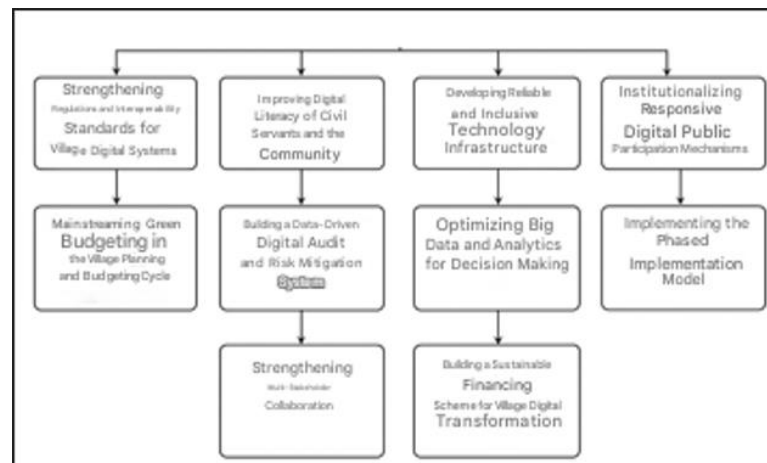 Strengthening
Regulations and Interoperability
Standards for
Village Digital Systems
Improving Digital
Literacy of Civil
Servants and the
Community
Developing Reliable
and Inclusive
Technology
Infrastructure
Institutionalizing
Responsive
Digital Public
Participation Mechanisms
Mainstreaming Green
Budgeting in
the Village Planning
and Budgeting Cycle
Building a Data-Driven
Digital Audit
and Risk Mitigation
System
Optimizing Big
Data and Analytics
for Decision Making
Implementing the
Phased
Implementation
Model
Strengthening
Multi-Stakeholder
Collaboration
Building a Sustainable
Financing
Scheme for Village Digital
Transformation